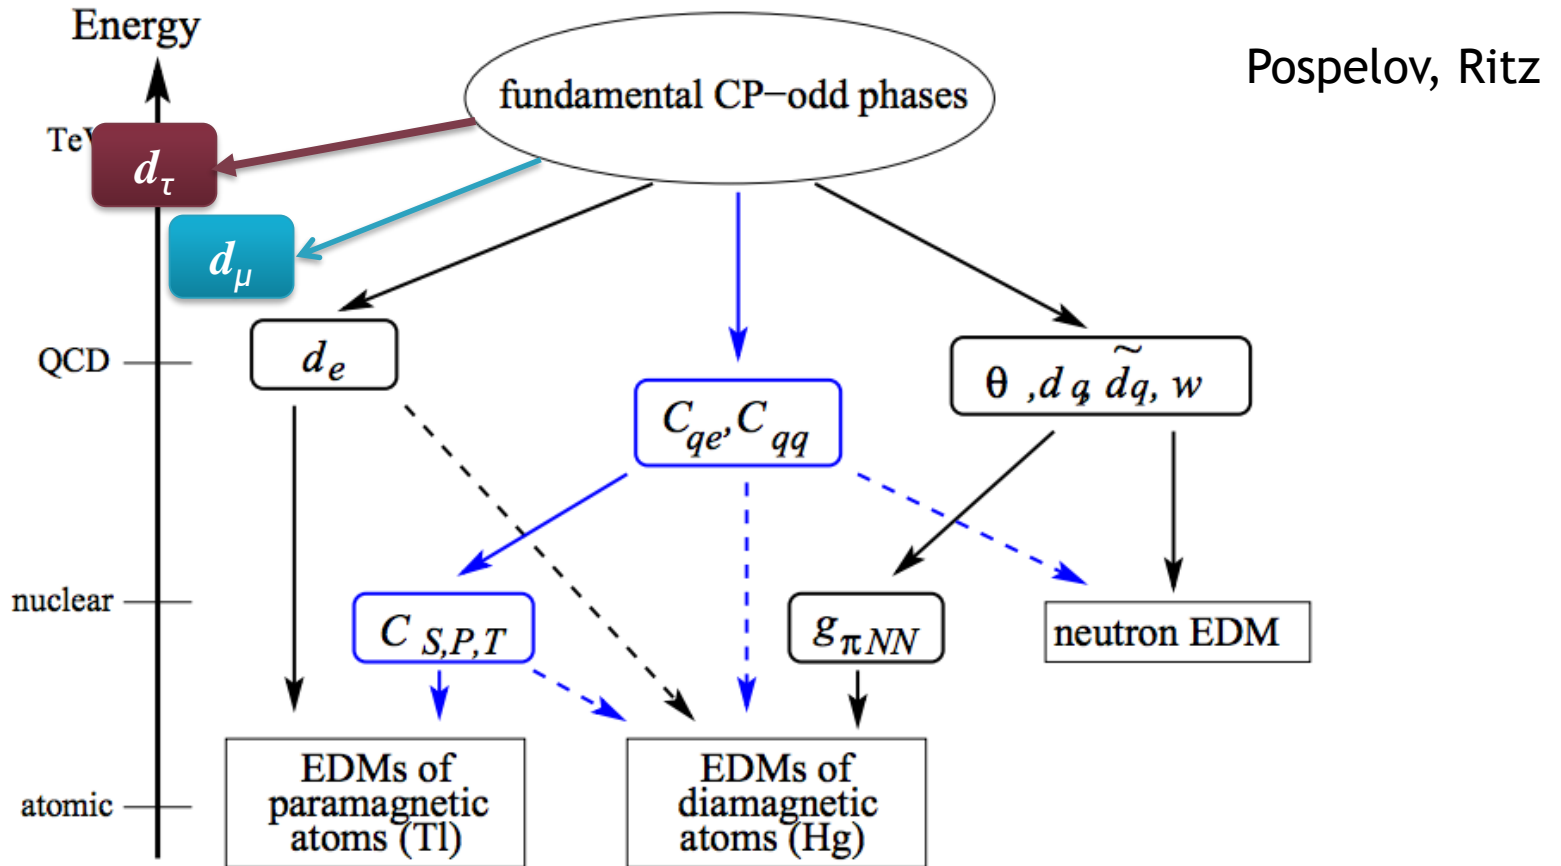 Energy
Pospelov, Ritz
fundamental CP−odd phases
TeV
d_τ
d_μ
QCD
d_e
C_qe, C_qq
θ , d_q, d̃_q, w
nuclear
C_S,P,T
g_πNN
neutron EDM
atomic
EDMs of
paramagnetic
atoms (Tl)
EDMs of
diamagnetic
atoms (Hg)